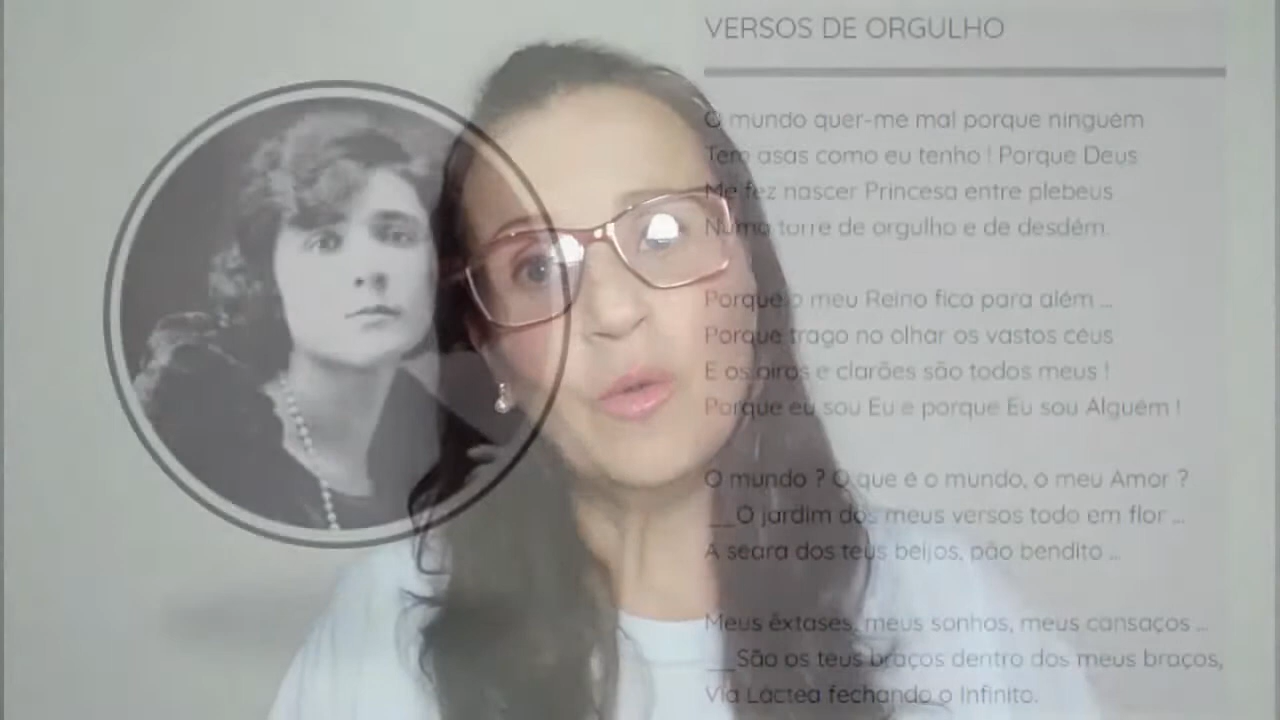 VERSOS DE ORGULHO
O mundo quer-me mal porque ninguém
Tem asas como eu tenho ! Porque Deus
Me fez nascer Princesa entre plebeus
Numa torre de orgulho e de desdém.
Porque o meu Reino fica para além ...
Porque trago no olhar os vastos céus
E os oiros e clarões são todos meus !
Porque eu sou Eu e porque Eu sou Alguém !
O mundo ? O que é o mundo, o meu Amor ?
__O jardim dos meus versos todo em flor ...
A seara dos teus beijos, pão bendito ...
Meus êxtases, meus sonhos, meus cansaços ...
__São os teus braços dentro dos meus braços,
Via Láctea fechando o Infinito.